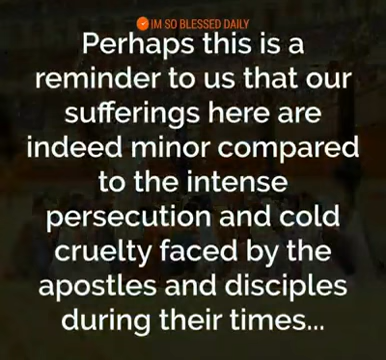 IM SO BLESSED DAILY
Perhaps this is a
reminder to us that our
sufferings here are
indeed minor compared
to the intense
persecution and cold
cruelty faced by the
apostles and disciples
during their times...